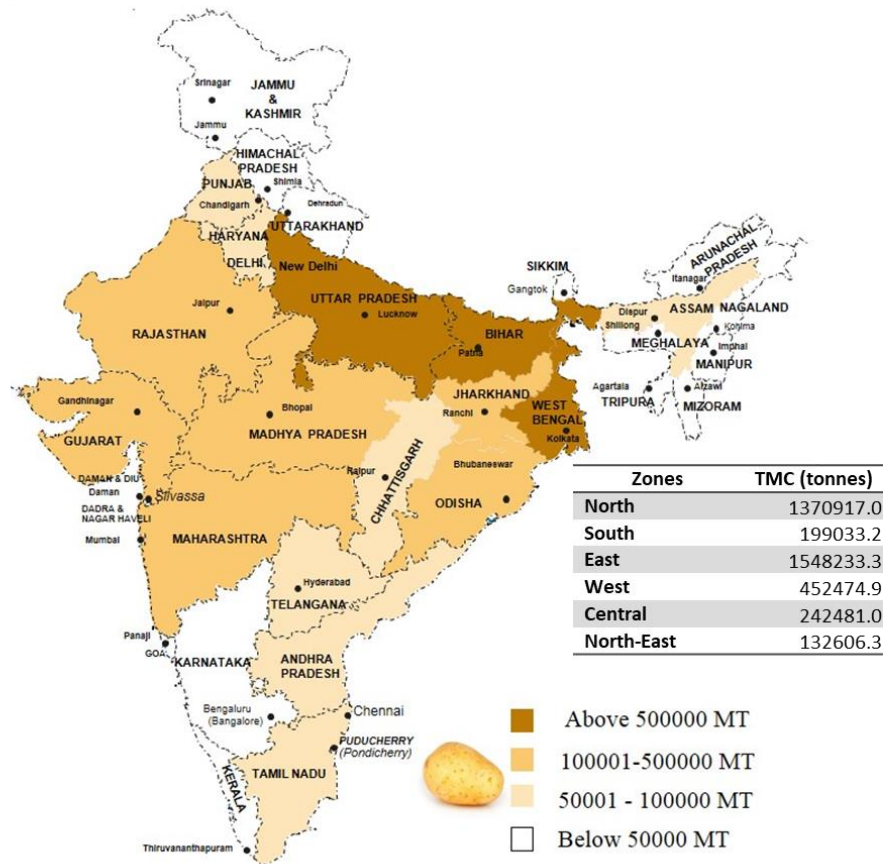 Srinagar
JAMMU
&
KASHMIR
Jammu
HIMACHAL
PRADESH
Shimla
PUNJAB
Chandigarh
Dehradun
UTTARAKHAND
HARYANA
DELHI
New Delhi
ARUNACHAL
PRADESH
Itanagar
SIKKIM
Gangtok
UTTAR PRADESH
Lucknow
Jaipur
RAJASTHAN
BIHAR
Patna
Dispur
ASSAM
NAGALAND
Shillong
Kohima
MEGHALAYA
Imphal
MANIPUR
Agartala
TRIPURA
Aizawl
MIZORAM
Gandhinagar
GUJARAT
Bhopal
MADHYA PRADESH
JHARKHAND
Ranchi
WEST
BENGAL
Kolkata
Raipur
CHHATTISGARH
Bhubaneswar
ODISHA
DAMAN & DIU
Daman
Silvassa
DADRA &
NAGAR HAVELI
Mumbai
MAHARASHTRA
Hyderabad
TELANGANA
Panaji
GOA
KARNATAKA
ANDHRA
PRADESH
Bengaluru
(Bangalore)
Chennai
PUDUCHERRY
(Pondicherry)
TAMIL NADU
KERALA
Thiruvananthapuram
Zones TMC (tonnes)
North 1370917.0
South 199033.2
East 1548233.3
West 452474.9
Central 242481.0
North-East 132606.3
Above 500000 MT
100001-500000 MT
50001 - 100000 MT
Below 50000 MT